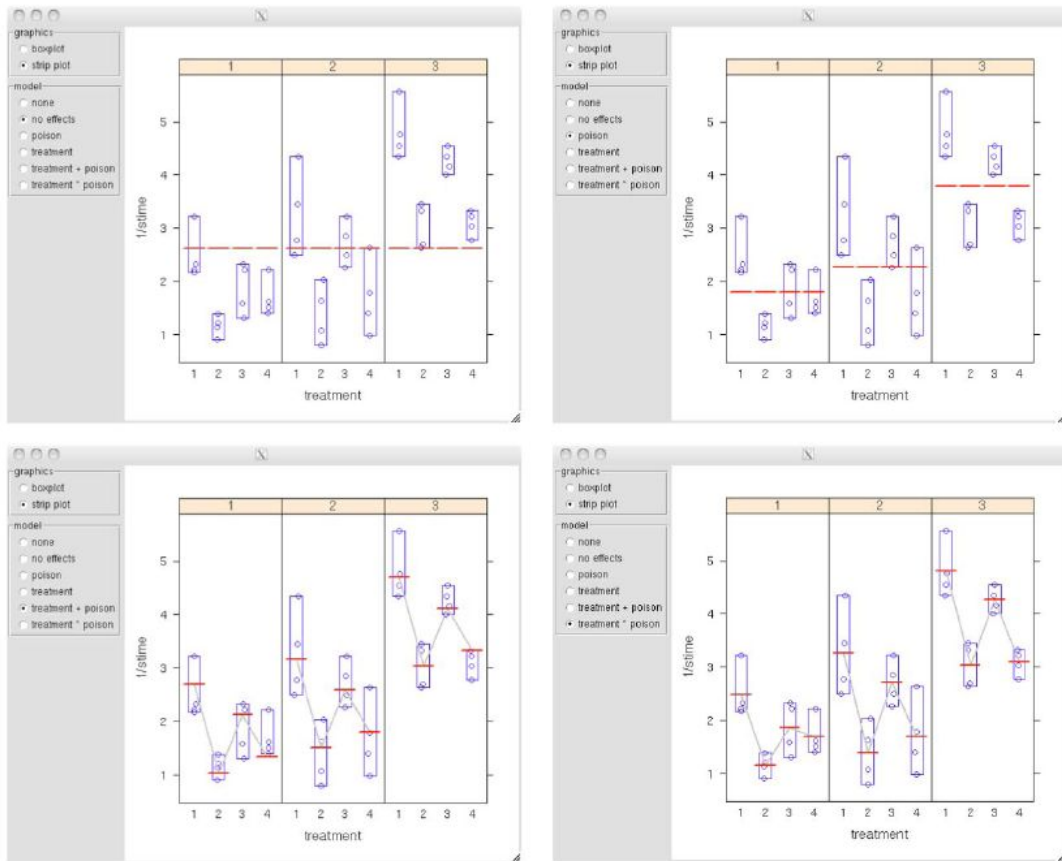 graphics
boxplot
strip plot
model
none
no effects
poison
treatment
treatment + poison
treatment * poison
1 2 3
5
4
3
2
1
1/stime
1 2 3 4 1 2 3 4 1 2 3 4
treatment
graphics
boxplot
strip plot
model
none
no effects
poison
treatment
treatment + poison
treatment * poison
1 2 3
5
4
3
2
1
1/stime
1 2 3 4 1 2 3 4 1 2 3 4
treatment
graphics
boxplot
strip plot
model
none
no effects
poison
treatment
treatment + poison
treatment * poison
1 2 3
5
4
3
2
1
1/stime
1 2 3 4 1 2 3 4 1 2 3 4
treatment
graphics
boxplot
strip plot
model
none
no effects
poison
treatment
treatment + poison
treatment * poison
1 2 3
5
4
3
2
1
1/stime
1 2 3 4 1 2 3 4 1 2 3 4
treatment